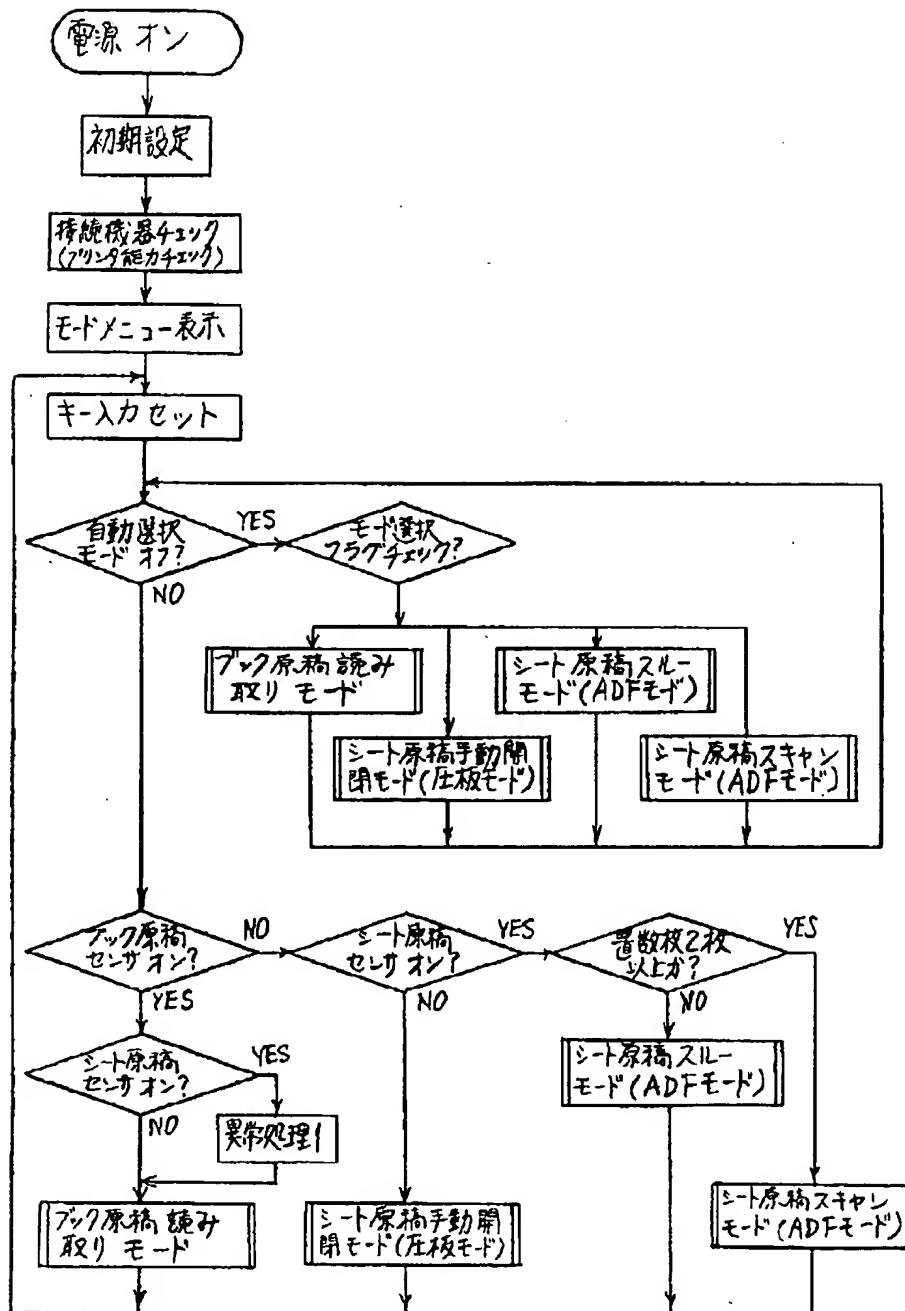 電源 オン
初期設定
接続機器チェック
(プリンタ能力チェック)
モードメニュー表示
キー入力セット
自動選択
モードオフ?
YES
NO
モード選択
フラグチェック?
ブック原稿読み
取りモード
シート原稿スルー
モード(ADFモード)
シート原稿手動開
閉モード(圧板モード)
シート原稿スキャン
モード(ADFモード)
ブック原稿
センサオン?
NO
YES
シート原稿
センサオン?
YES
NO
置数枚2枚
以上か?
YES
NO
シート原稿
センサオン?
YES
NO
異常処理1
シート原稿スルー
モード(ADFモード)
ブック原稿読み
取りモード
シート原稿手動開
閉モード(圧板モード)
シート原稿スキャン
モード(ADFモード)